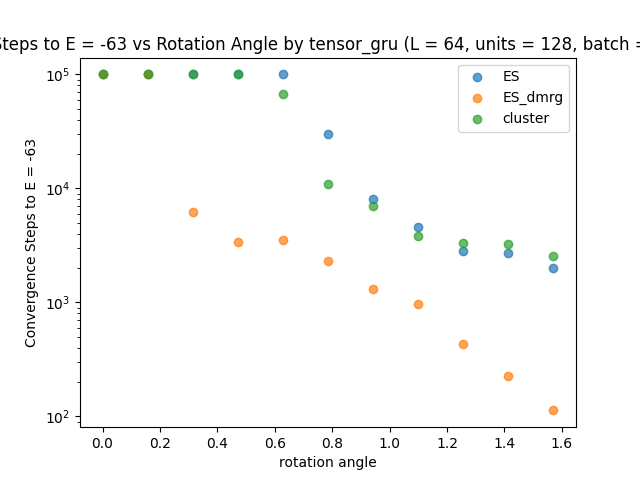 Steps to E = -63 vs Rotation Angle by tensor_gru (L = 64, units = 128, batch =
ES
ES_dmrg
cluster
Convergence Steps to E = -63
10^5
10^4
10^3
10^2
0.0 0.2 0.4 0.6 0.8 1.0 1.2 1.4 1.6
rotation angle